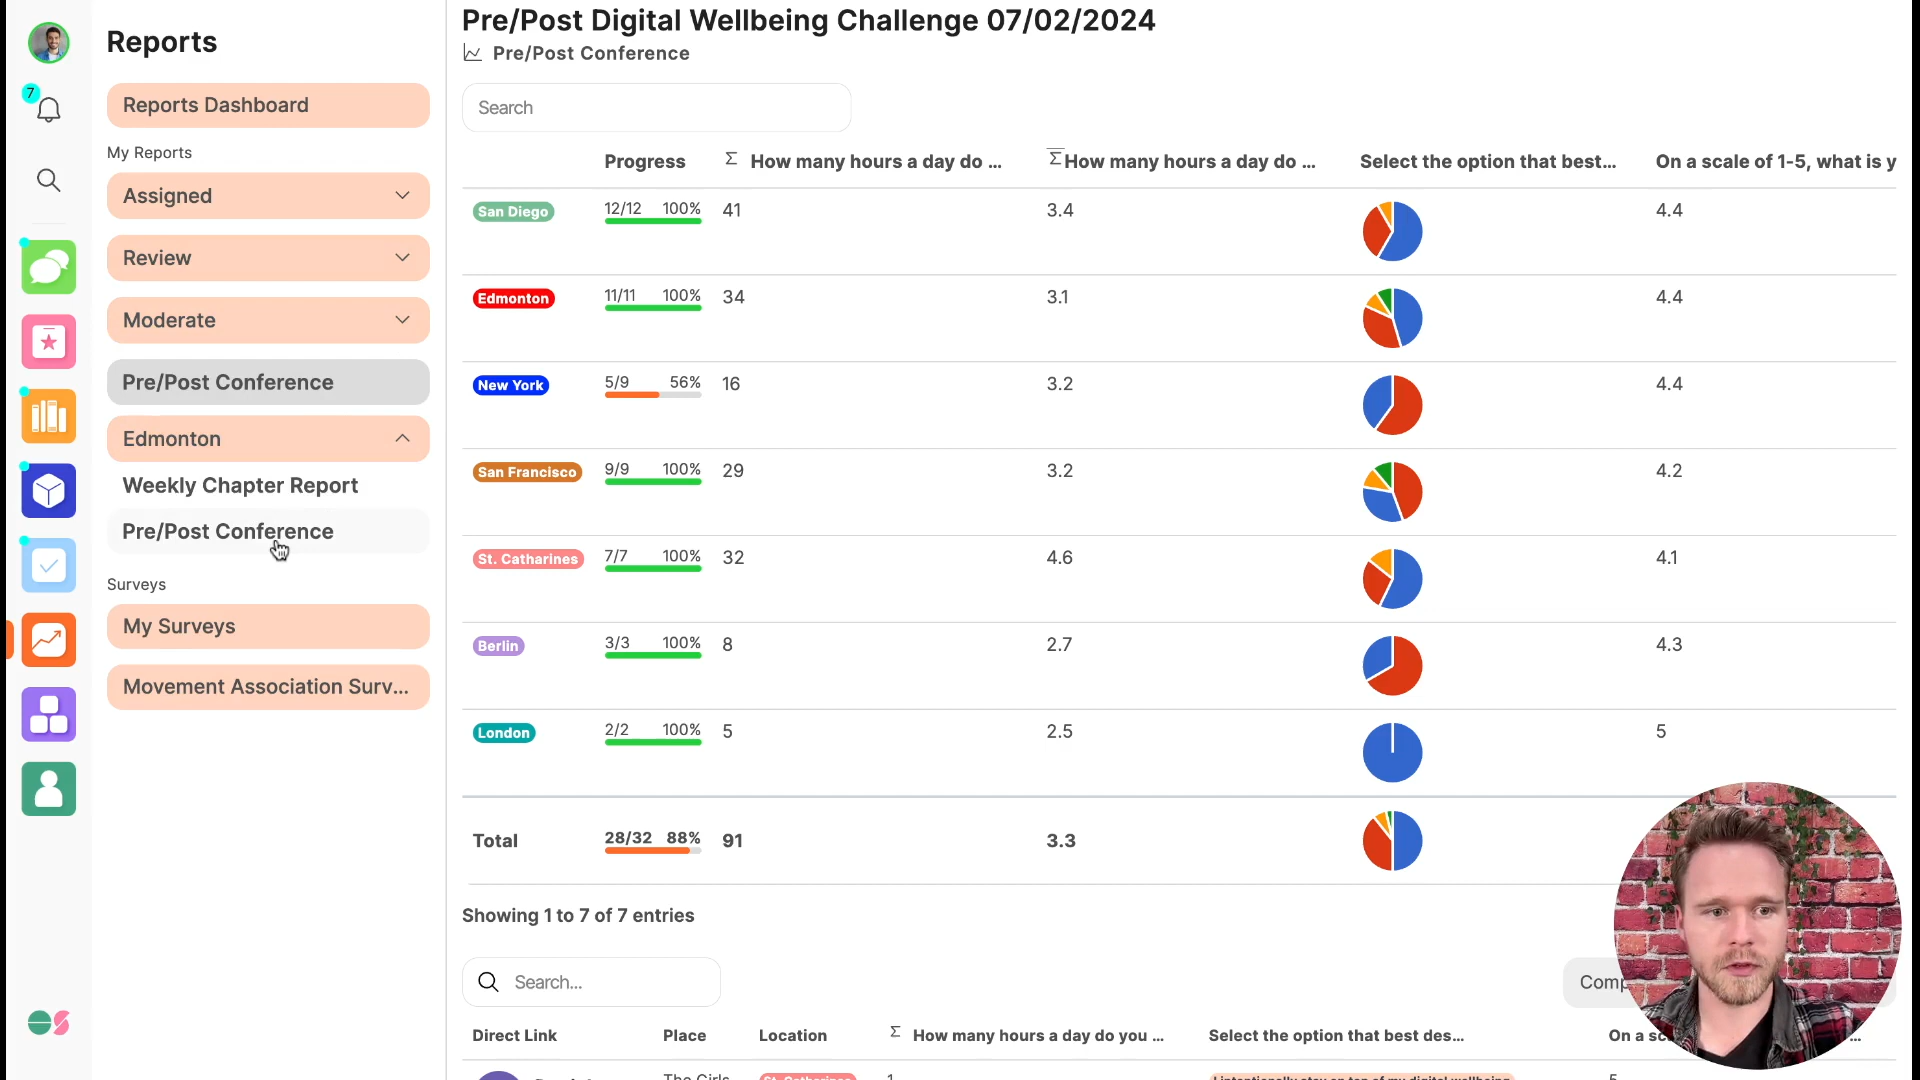 Pre/Post Digital Wellbeing Challenge 07/02/2024
Pre/Post Conference
Search
7
Reports
Reports Dashboard
My Reports
Assigned
Review
Moderate
Pre/Post Conference
Edmonton
Weekly Chapter Report
Pre/Post Conference
Surveys
My Surveys
Movement Association Surv...
Progress Σ How many hours a day do ... Σ How many hours a day do ... Select the option that best... On a scale of 1-5, what is y
San Diego 12/12 100% 41 3.4 4.4
Edmonton 11/11 100% 34 3.1 4.4
New York 5/9 56% 16 3.2 4.4
San Francisco 9/9 100% 29 3.2 4.2
St. Catharines 7/7 100% 32 4.6 4.1
Berlin 3/3 100% 8 2.7 4.3
London 2/2 100% 5 2.5 5
Total 28/32 88% 91 3.3
Showing 1 to 7 of 7 entries
Search...
Comp
Direct Link Place Location Σ How many hours a day do you ... Select the option that best des... On a sc ...